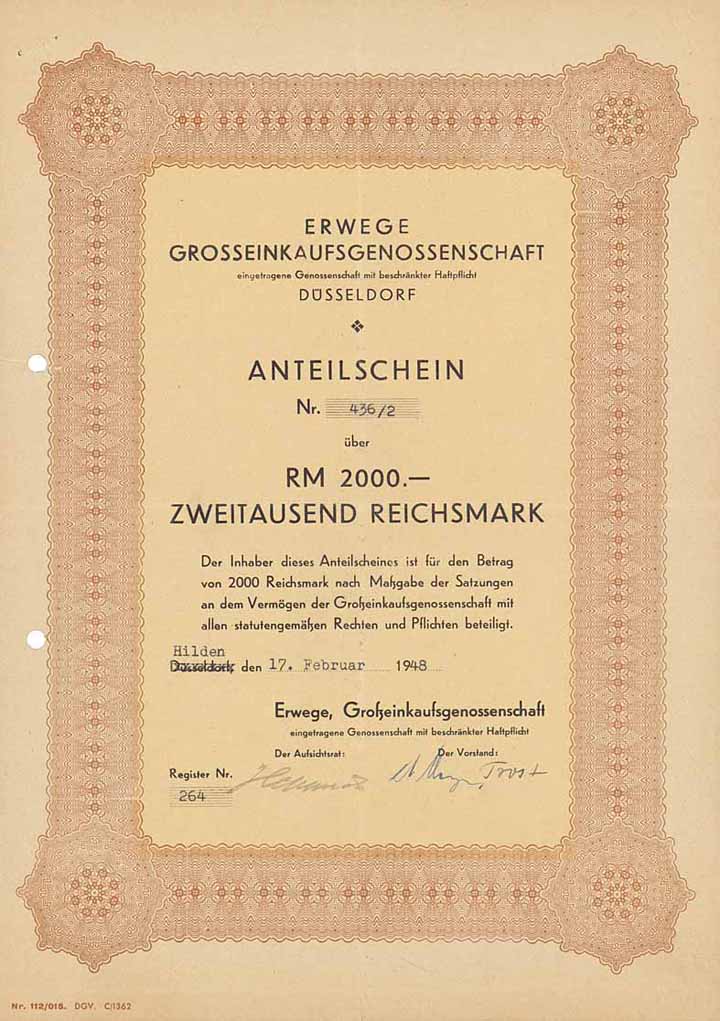 ERWEGE
GROSSEINKAUFSGENOSSENSCHAFT
eingetragene Genossenschaft mit beschränkter Haftpflicht
DÜSSELDORF
ANTEILSCHEIN
Nr. 436/2
über
RM 2000.—
ZWEITAUSEND REICHSMARK
Der Inhaber dieses Anteilscheines ist für den Betrag
von 2000 Reichsmark nach Maßgabe der Satzungen
an dem Vermögen der Großeinkaufsgenossenschaft mit
allen statutengemäßen Rechten und Pflichten beteiligt.
Hilden
Düsseldorf, den 17. Februar 1948
Erwege, Großeinkaufsgenossenschaft
eingetragene Genossenschaft mit beschränkter Haftpflicht
Der Aufsichtsrat: Der Vorstand:
Register Nr. Trost
264
Nr. 112/016. DGV. C/1362